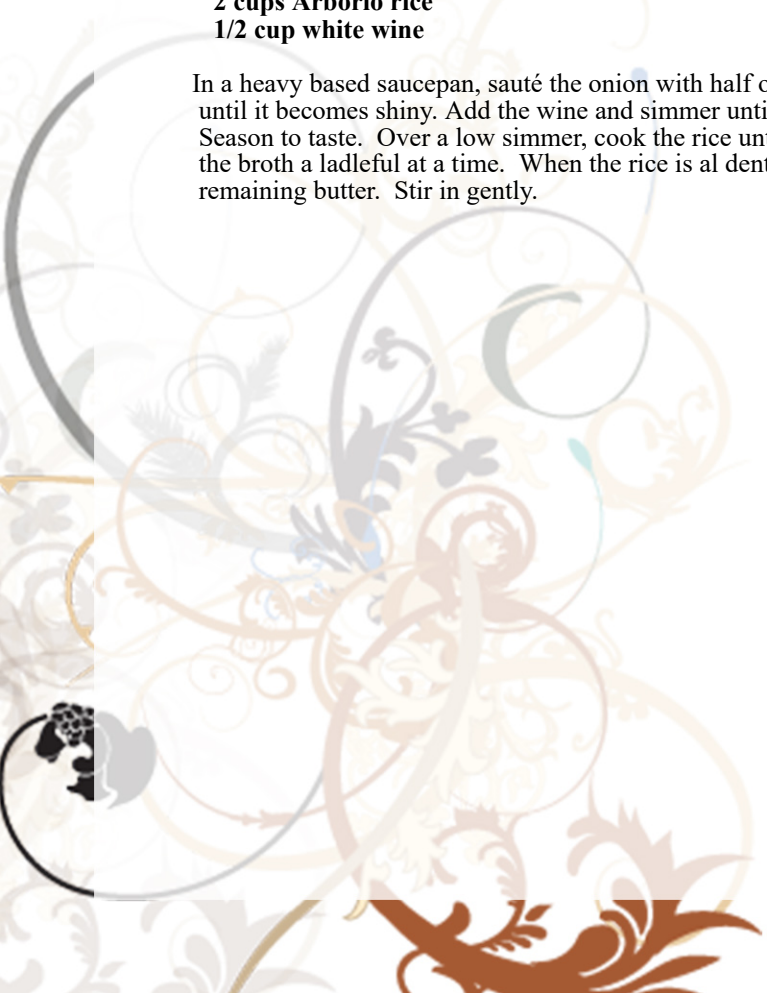 2 cups Arborio rice
1/2 cup white wine
In a heavy based saucepan, sauté the onion with half o
until it becomes shiny. Add the wine and simmer unti
Season to taste.  Over a low simmer, cook the rice unt
the broth a ladleful at a time.  When the rice is al dent
remaining butter.  Stir in gently.